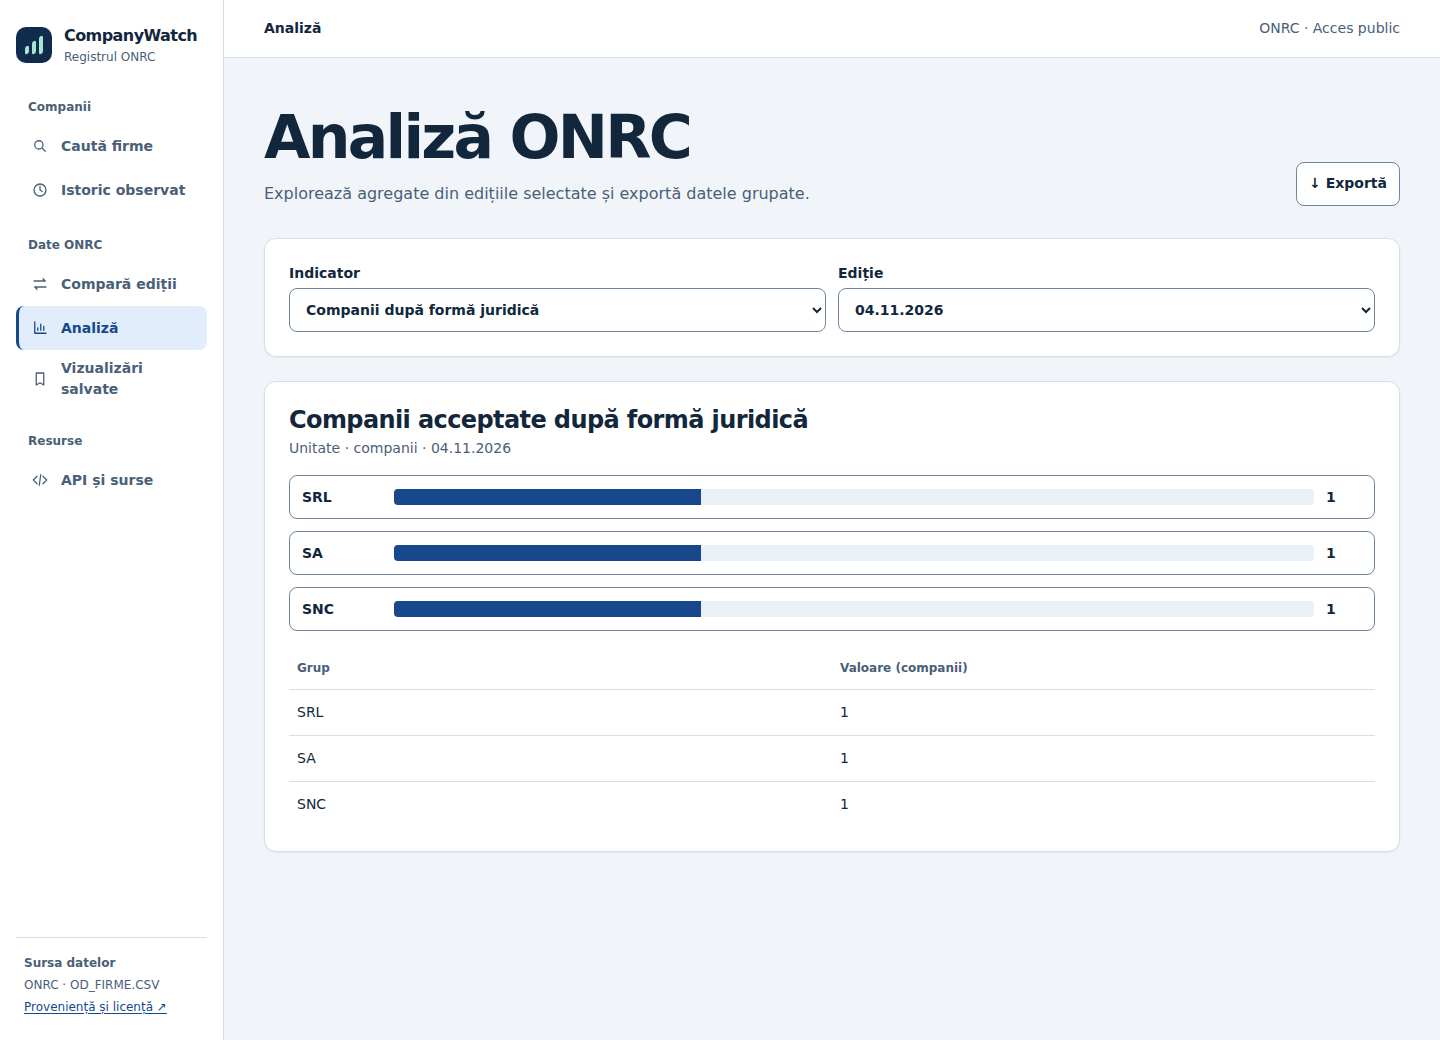 CompanyWatch
Registrul ONRC
Companii
Caută firme
Istoric observat
Date ONRC
Compară ediții
Analiză
Vizualizări
salvate
Resurse
API și surse
Sursa datelor
ONRC · OD_FIRME.CSV
Proveniență și licență ↗
Analiză
ONRC · Acces public
Analiză ONRC
Explorează agregate din edițiile selectate și exportă datele grupate.
↓ Exportă
Indicator
Ediție
Companii după formă juridică
04.11.2026
Companii acceptate după formă juridică
Unitate · companii · 04.11.2026
SRL 1
SA 1
SNC 1
Grup Valoare (companii)
SRL 1
SA 1
SNC 1